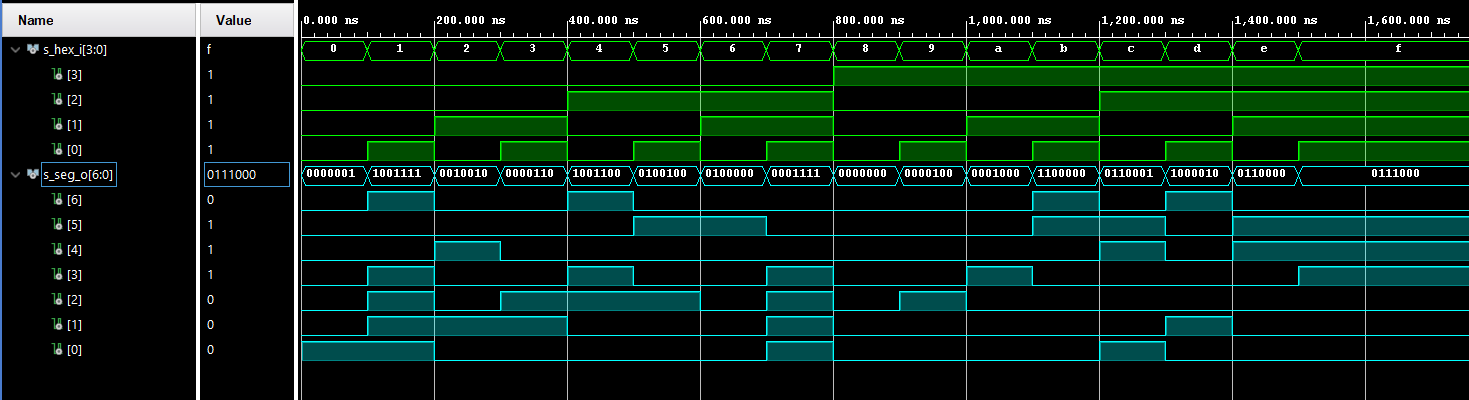 Name Value
0.000 ns 200.000 ns 400.000 ns 600.000 ns 800.000 ns 1,000.000 ns 1,200.000 ns 1,400.000 ns 1,600.000 ns
s_hex_i[3:0] f 0 1 2 3 4 5 6 7 8 9 a b c d e f
[3] 1
[2] 1
[1] 1
[0] 1
s_seg_o[6:0] 0111000 0000001 1001111 0010010 0000110 1001100 0100100 0100000 0001111 0000000 0000100 0001000 1100000 0110001 1000010 0110000 0111000
[6] 0
[5] 1
[4] 1
[3] 1
[2] 0
[1] 0
[0] 0